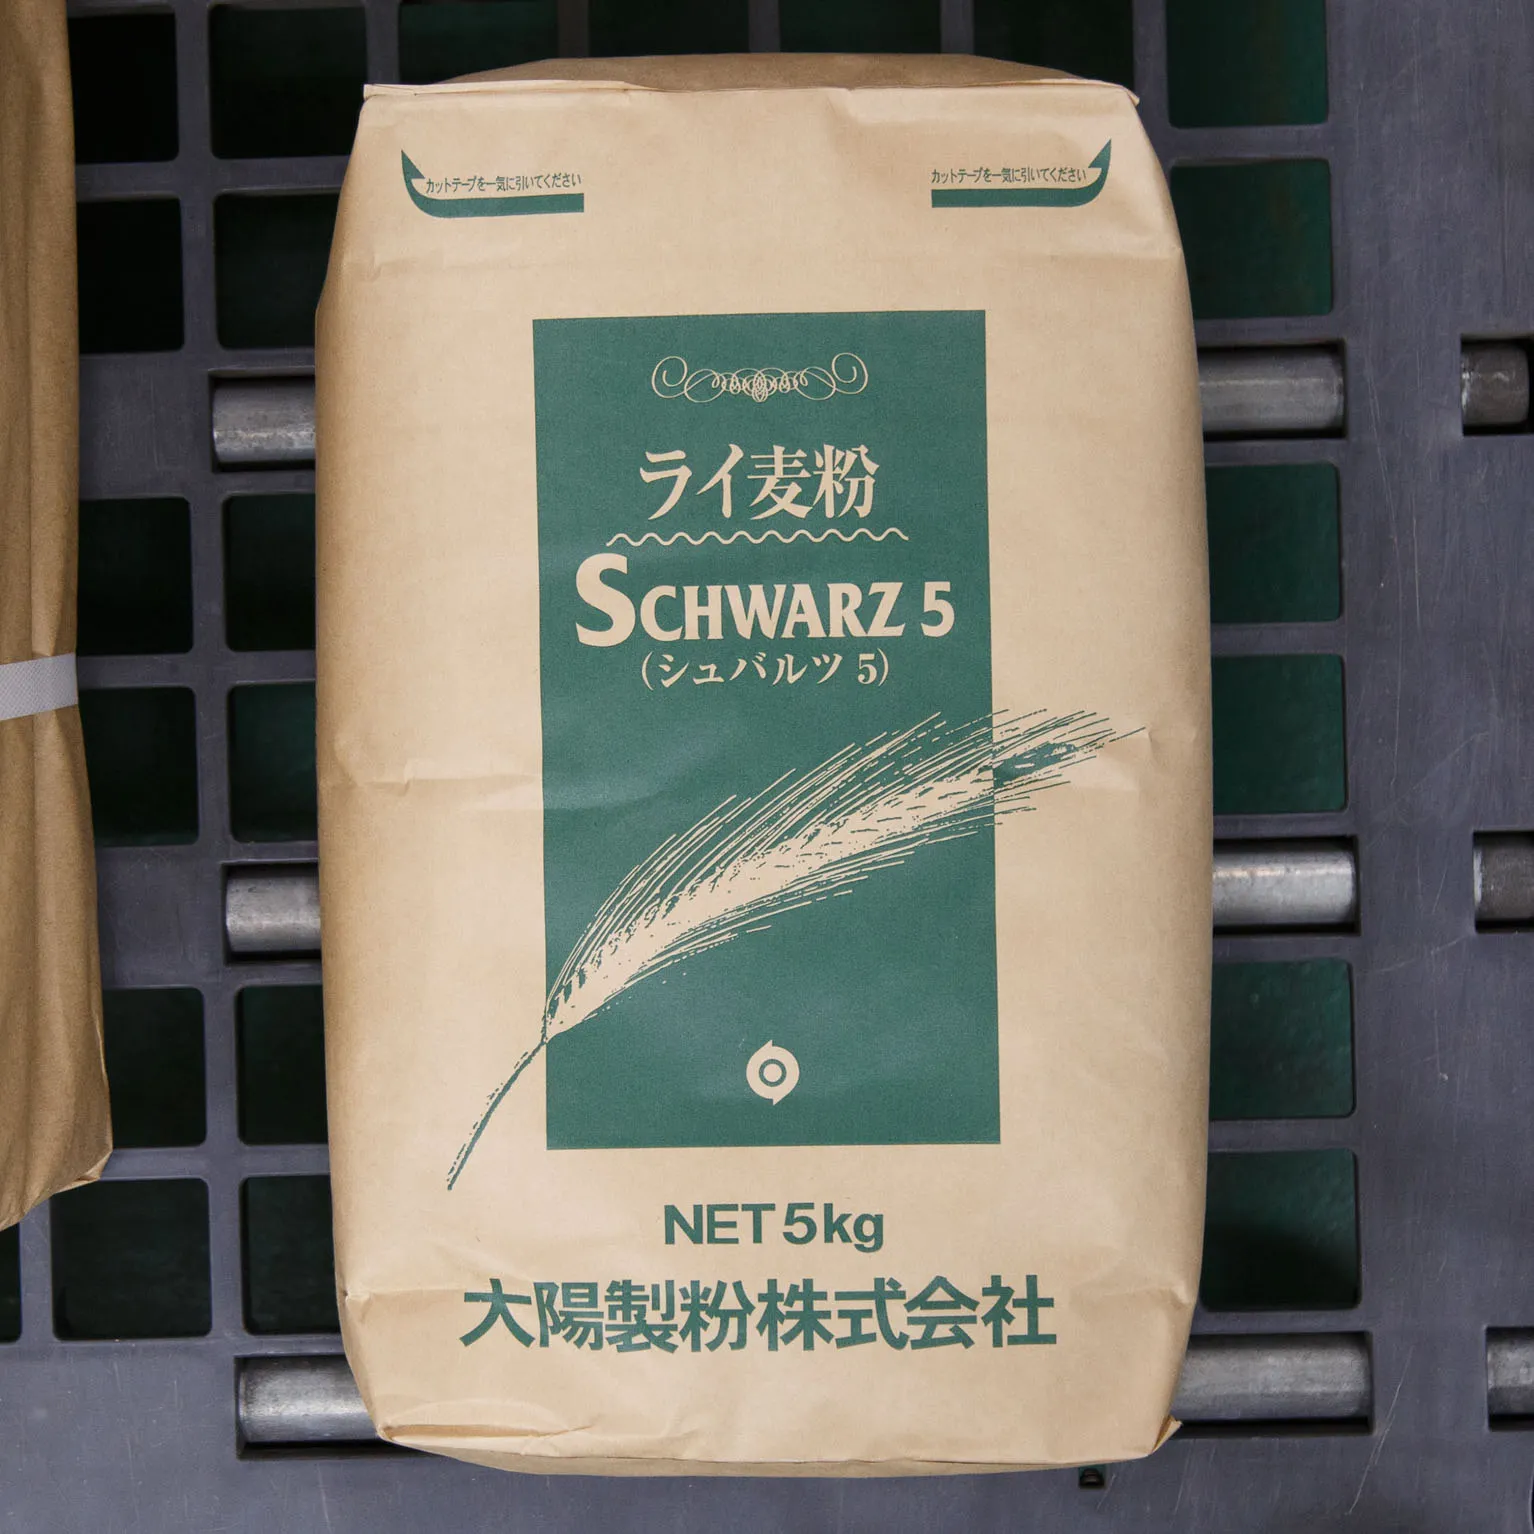 カットテープを一気に引いてください
カットテープを一気に引いてください
ライ麦粉
SCHWARZ 5
(シュバルツ 5)
NET 5kg
大陽製粉株式会社